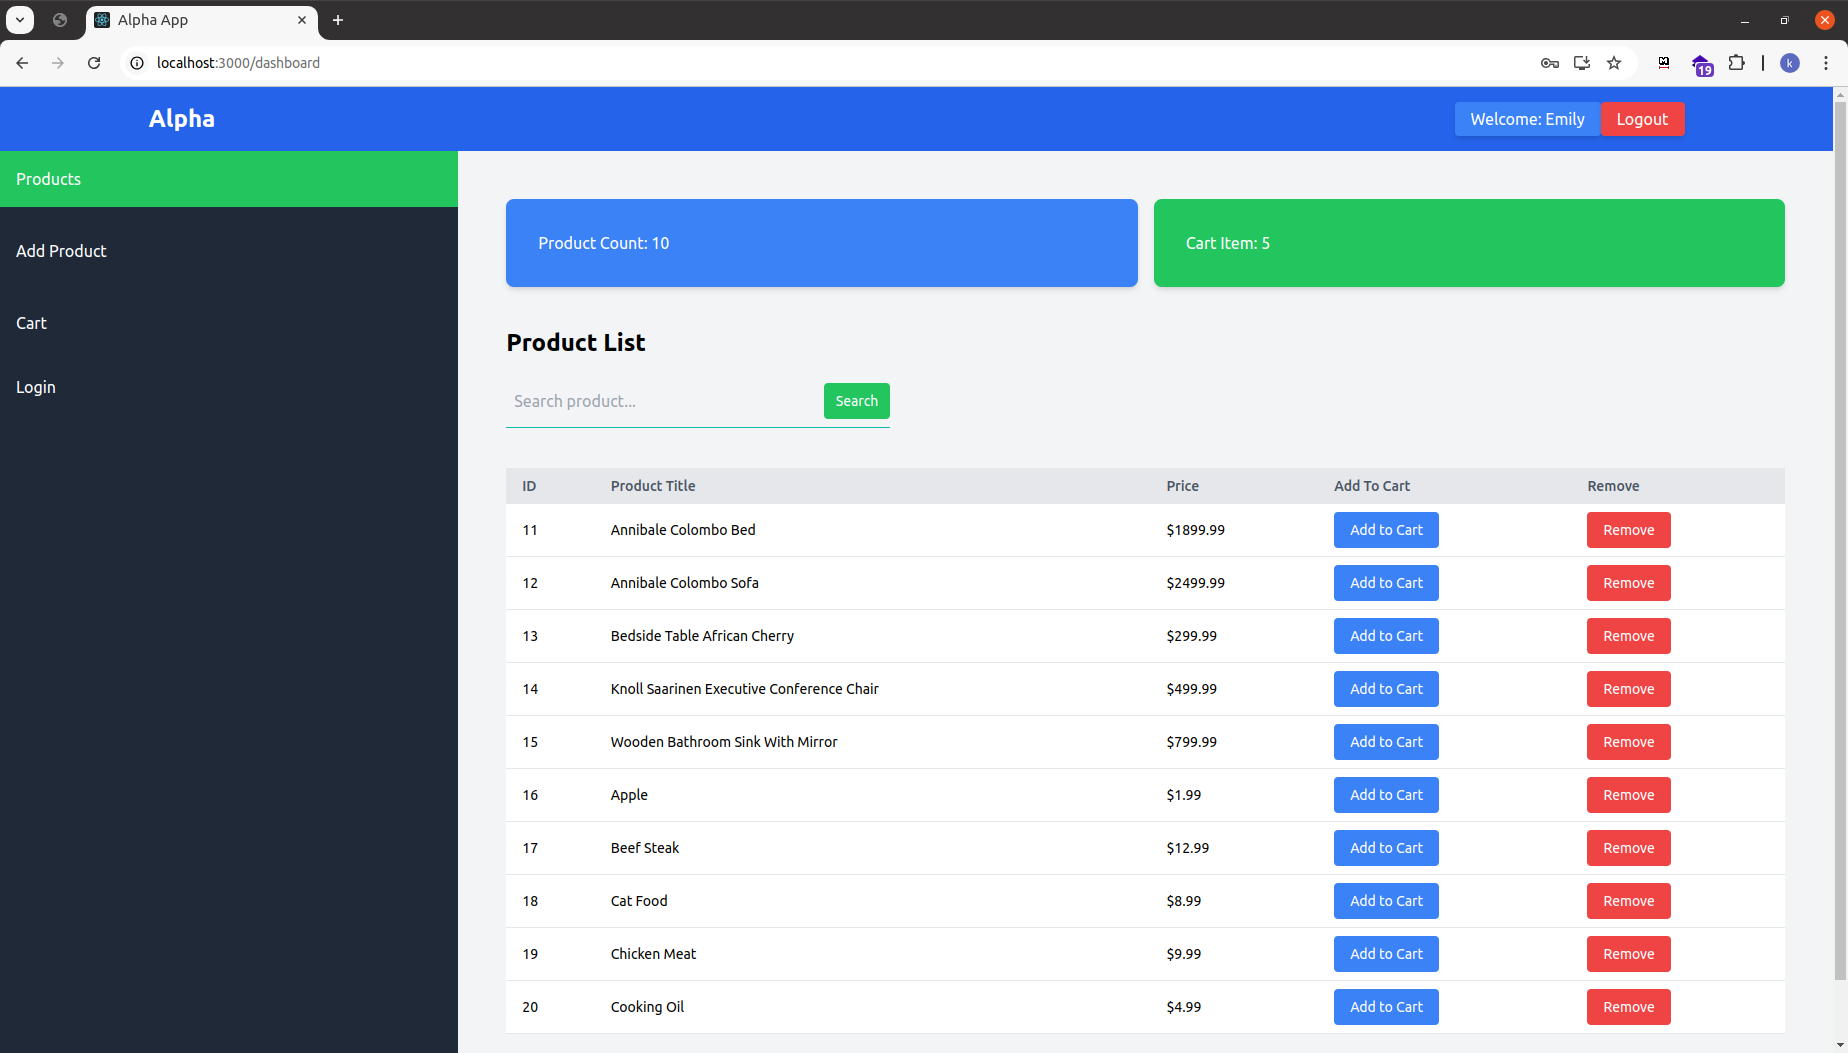 Alpha App
localhost:3000/dashboard
19
k
Alpha
Welcome: Emily
Logout
Products
Add Product
Cart
Login
Product Count: 10
Cart Item: 5
Product List
Search product...
Search
ID Product Title Price Add To Cart Remove
11 Annibale Colombo Bed $1899.99 Add to Cart Remove
12 Annibale Colombo Sofa $2499.99 Add to Cart Remove
13 Bedside Table African Cherry $299.99 Add to Cart Remove
14 Knoll Saarinen Executive Conference Chair $499.99 Add to Cart Remove
15 Wooden Bathroom Sink With Mirror $799.99 Add to Cart Remove
16 Apple $1.99 Add to Cart Remove
17 Beef Steak $12.99 Add to Cart Remove
18 Cat Food $8.99 Add to Cart Remove
19 Chicken Meat $9.99 Add to Cart Remove
20 Cooking Oil $4.99 Add to Cart Remove